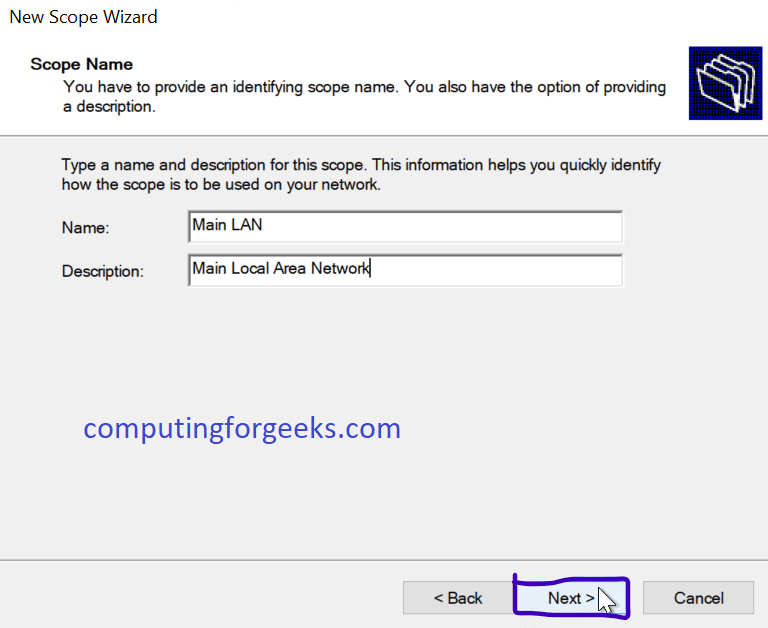 New Scope Wizard
Scope Name
You have to provide an identifying scope name. You also have the option of providing
a description.
Type a name and description for this scope. This information helps you quickly identify
how the scope is to be used on your network.
Name:
Main LAN
Description:
Main Local Area Network
computingforgeeks.com
< Back
Next >
Cancel